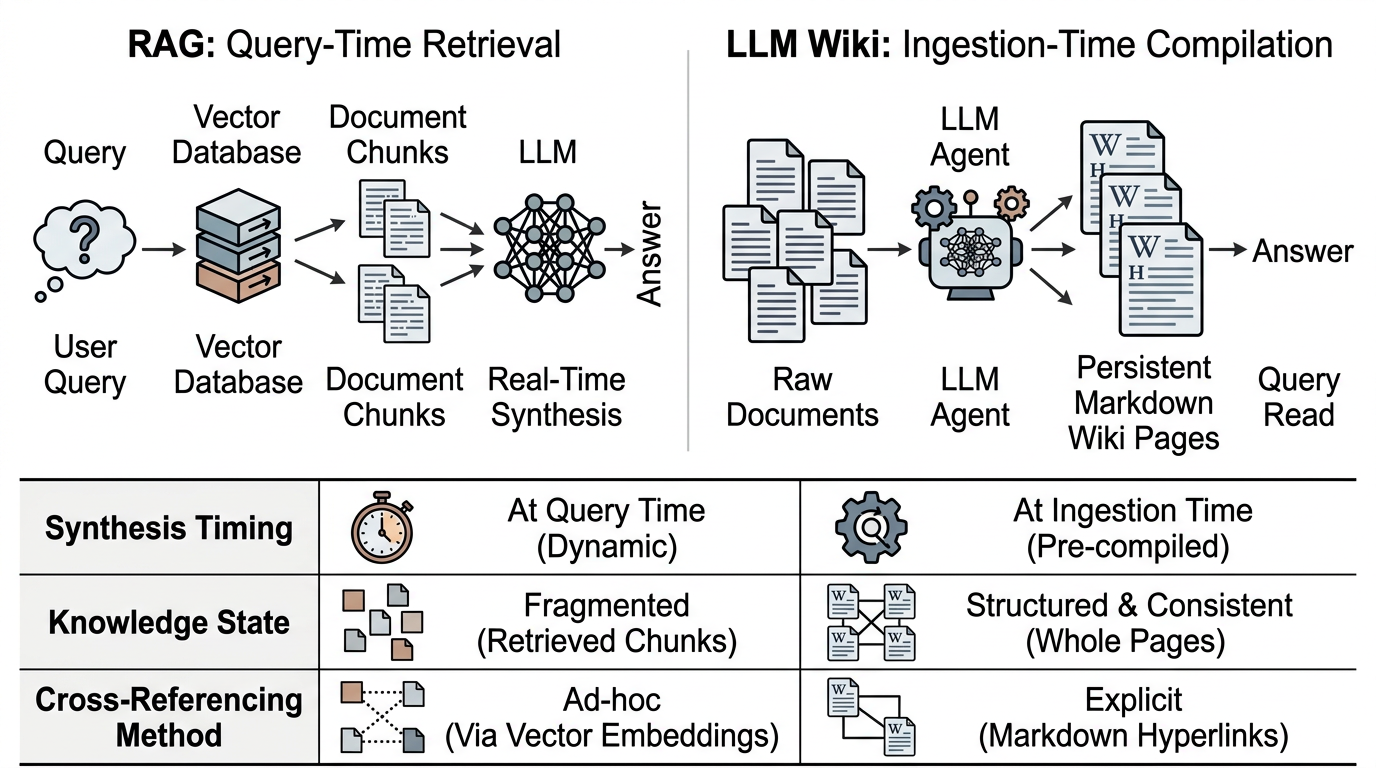 RAG: Query-Time Retrieval
Query
Vector
Database
Document
Chunks
LLM
Answer
User
Query
Vector
Database
Document
Chunks
Real-Time
Synthesis
LLM Wiki: Ingestion-Time Compilation
LLM
Agent
W
H
W
H
W
H
Answer
Raw
Documents
LLM
Agent
Persistent
Markdown
Wiki Pages
Query
Read
Synthesis Timing
At Query Time
(Dynamic)
At Ingestion Time
(Pre-compiled)
Knowledge State
Fragmented
(Retrieved Chunks)
W
W
W
W
Structured & Consistent
(Whole Pages)
Cross-Referencing
Method
Ad-hoc
(Via Vector Embeddings)
W
W
Explicit
(Markdown Hyperlinks)